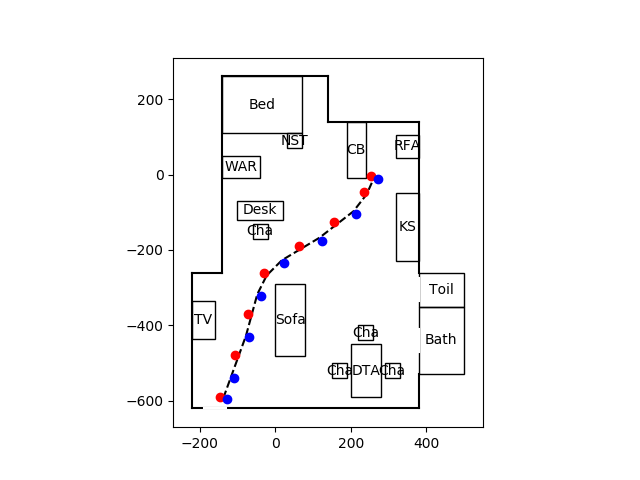 Bed
NST
CB
RFA
WAR
Desk
Cha
KS
TV
Sofa
Toil
Cha
Bath
Cha
DTA
Cha
200
0
−200
−400
−600
−200
0
200
400